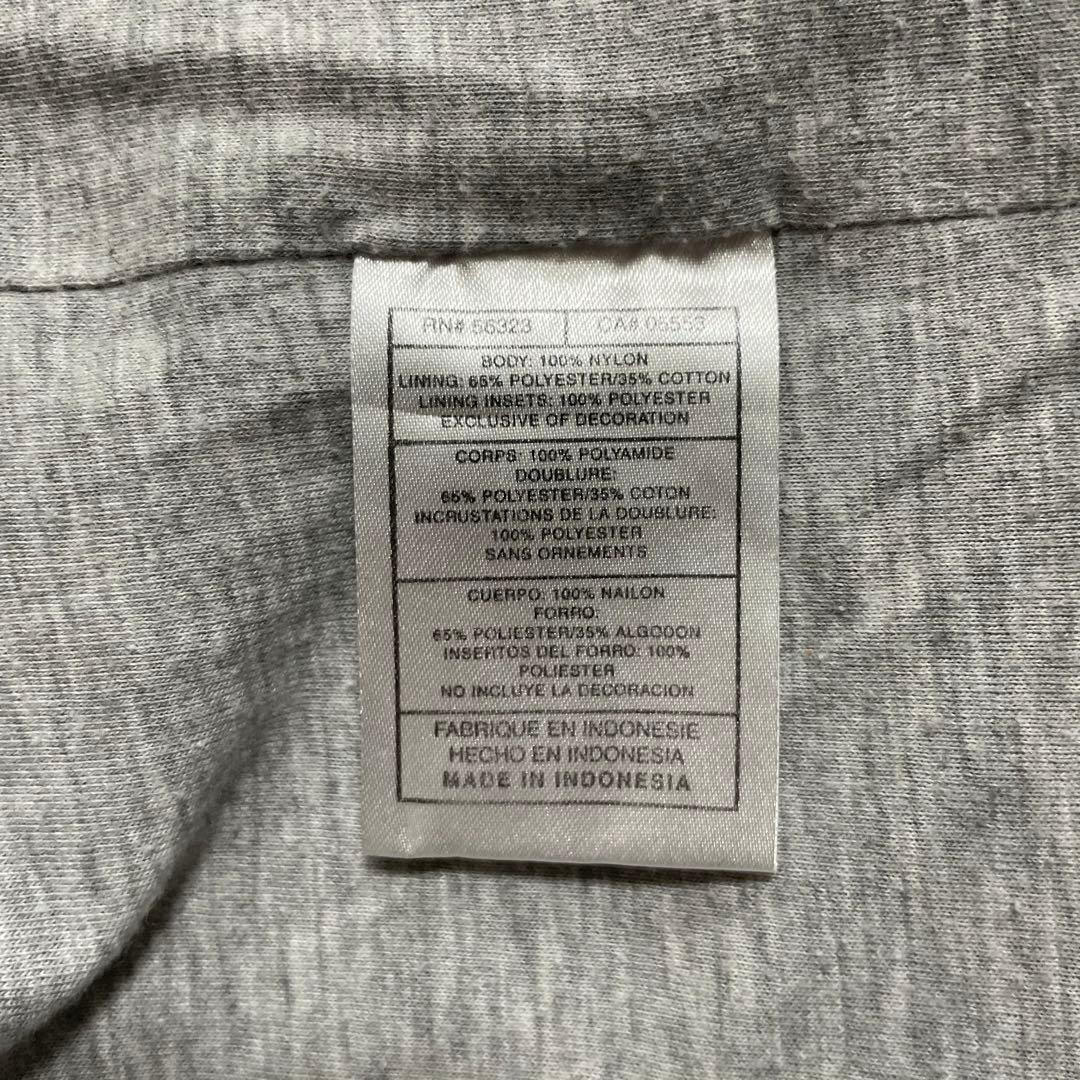 RN# 56323 CA# 05553
BODY: 100% NYLON
LINING: 65% POLYESTER/35% COTTON
LINING INSETS: 100% POLYESTER
EXCLUSIVE OF DECORATION
CORPS: 100% POLYAMIDE
DOUBLURE:
65% POLYESTER/35% COTON
INCRUSTATIONS DE LA DOUBLURE:
100% POLYESTER
SANS ORNEMENTS
CUERPO: 100% NAILON
FORRO:
65% POLIESTER/35% ALGODON
INSERTOS DEL FORRO: 100%
POLIESTER
NO INCLUYE LA DECORACION
FABRIQUE EN INDONESIE
HECHO EN INDONESIA
MADE IN INDONESIA